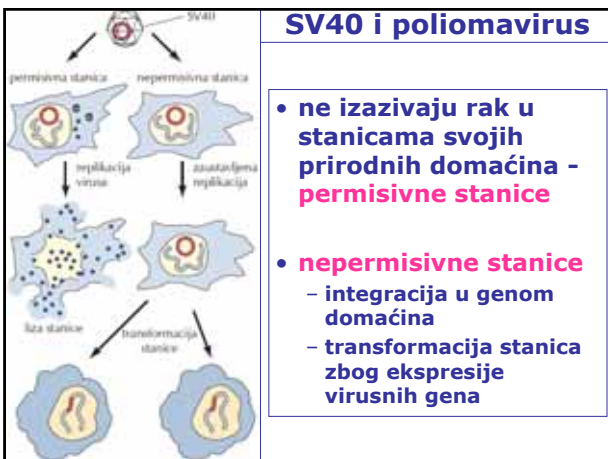 SV40 i poliomavirus
SV40
permisivna stanica
nepermisivna stanica
replikacija
virusa
zaustavljena
replikacija
liza stanice
transformacija
stanice
• ne izazivaju rak u
stanicama svojih
prirodnih domaćina -
permisivne stanice
• nepermisivne stanice
– integracija u genom
domaćina
– transformacija stanica
zbog ekspresije
virusnih gena